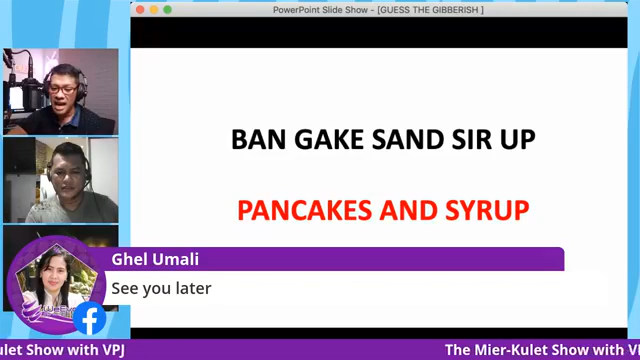 PowerPoint Slide Show - [GUESS THE GIBBERISH ]
BAN GAKE SAND SIR UP
PANCAKES AND SYRUP
Ghel Umali
See you later
ulet Show with VPJ
The Mier-Kulet Show with V